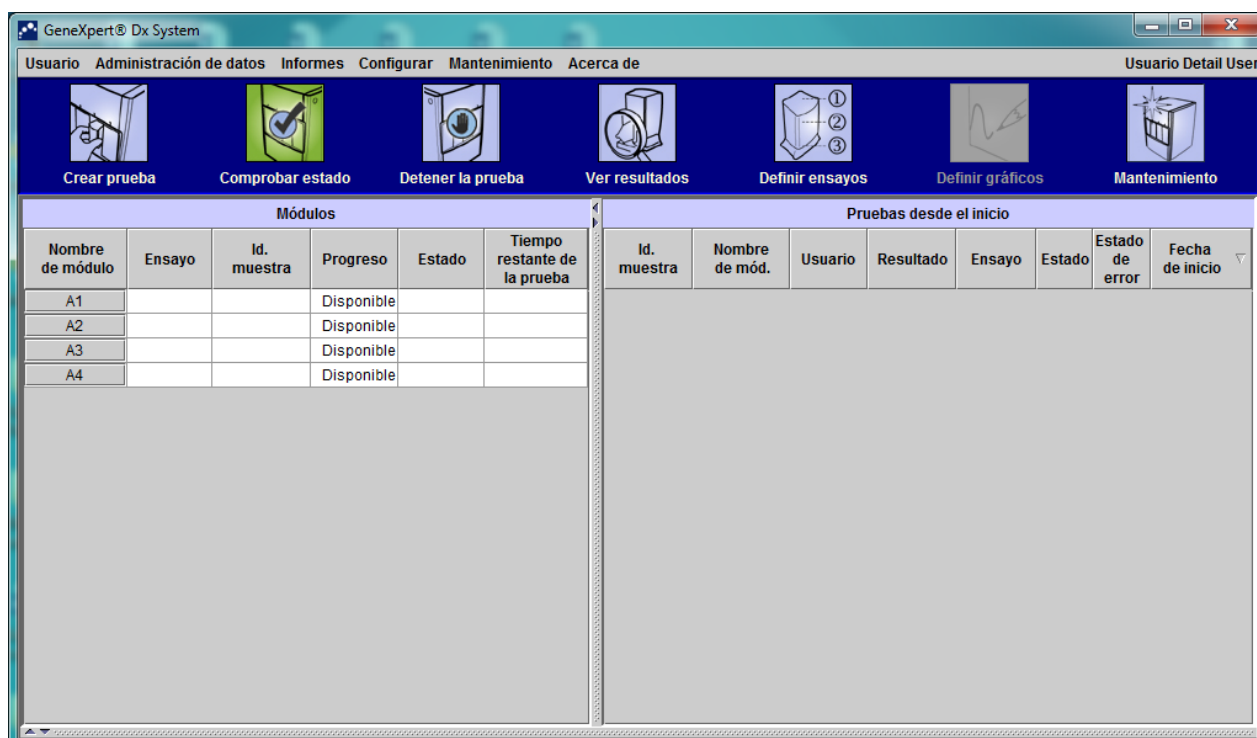 GeneXpert® Dx System
Usuario Administración de datos Informes Configurar Mantenimiento Acerca de Usuario Detail User
① ② ③
Crear prueba Comprobar estado Detener la prueba Ver resultados Definir ensayos Definir gráficos Mantenimiento
Módulos
Nombre de módulo Ensayo Id. muestra Progreso Estado Tiempo restante de la prueba
A1 Disponible
A2 Disponible
A3 Disponible
A4 Disponible
Pruebas desde el inicio
Id. muestra Nombre de mód. Usuario Resultado Ensayo Estado Estado de error Fecha de inicio